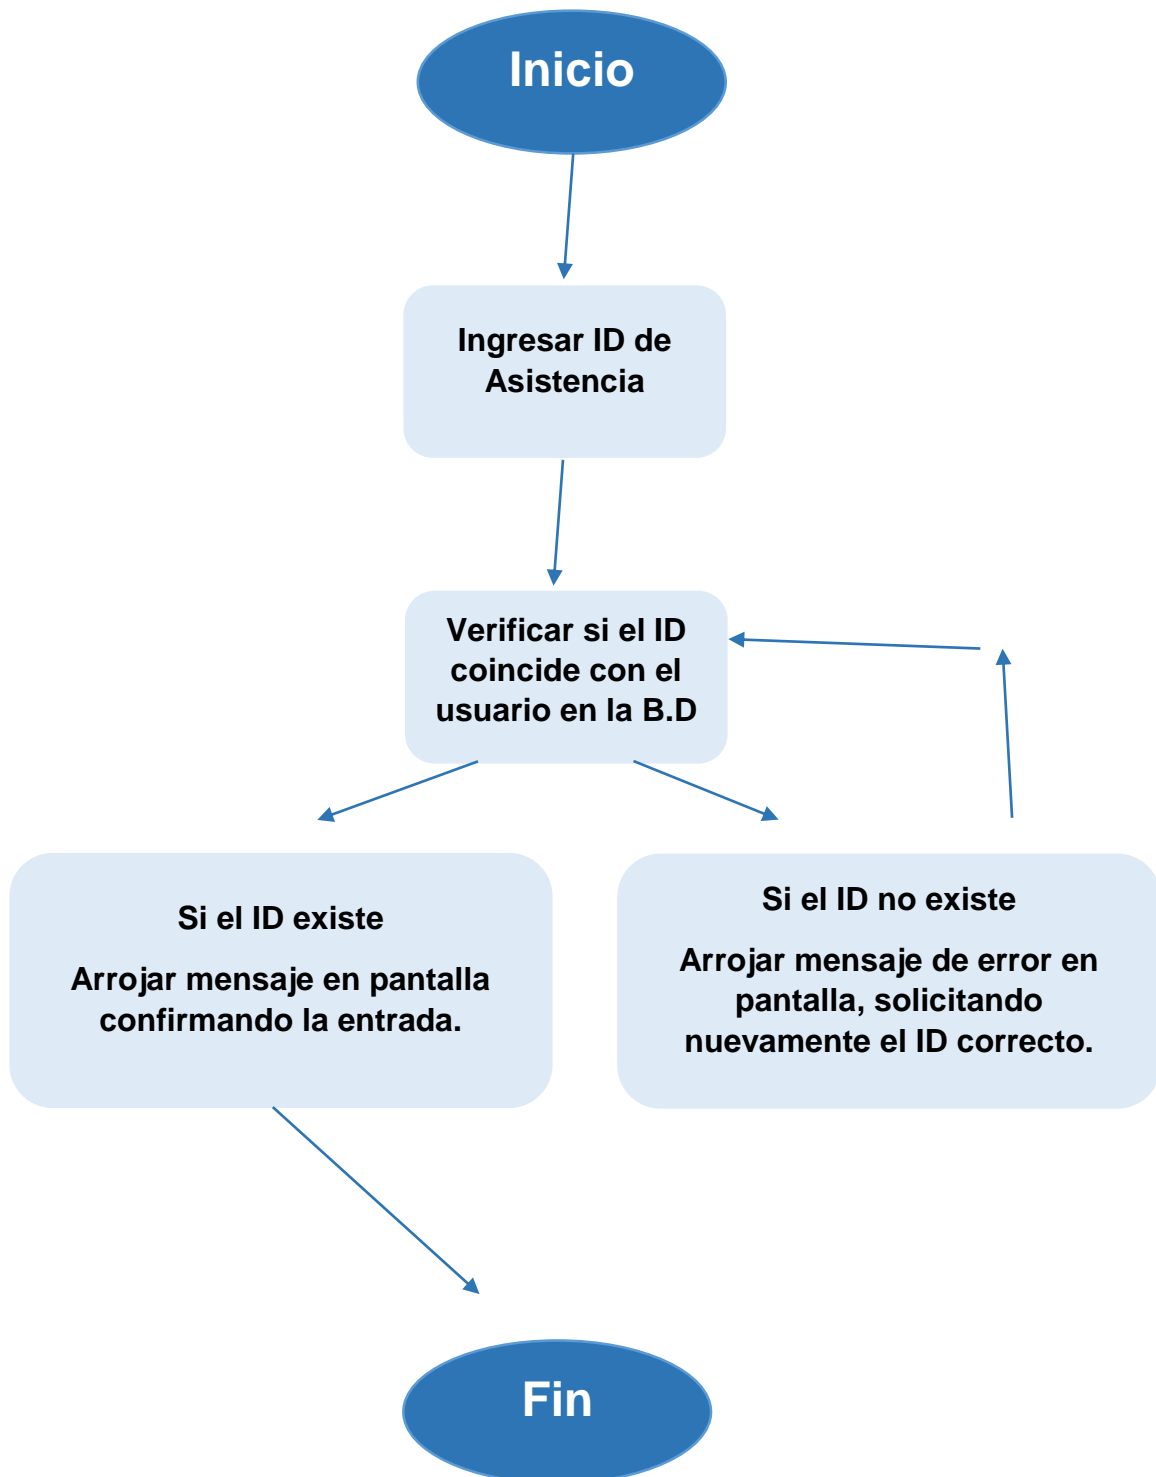 Inicio
Ingresar ID de
Asistencia
Verificar si el ID
coincide con el
usuario en la B.D
Si el ID existe
Arrojar mensaje en pantalla
confirmando la entrada.
Si el ID no existe
Arrojar mensaje de error en
pantalla, solicitando
nuevamente el ID correcto.
Fin